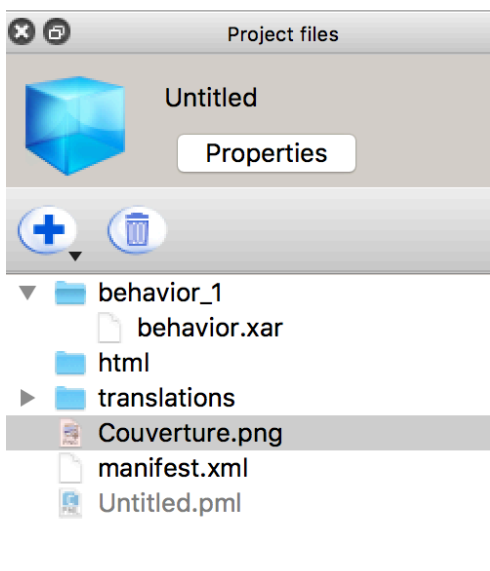 Project files
Untitled
Properties
behavior_1
behavior.xar
html
translations
Couverture.png
manifest.xml
Untitled.pml